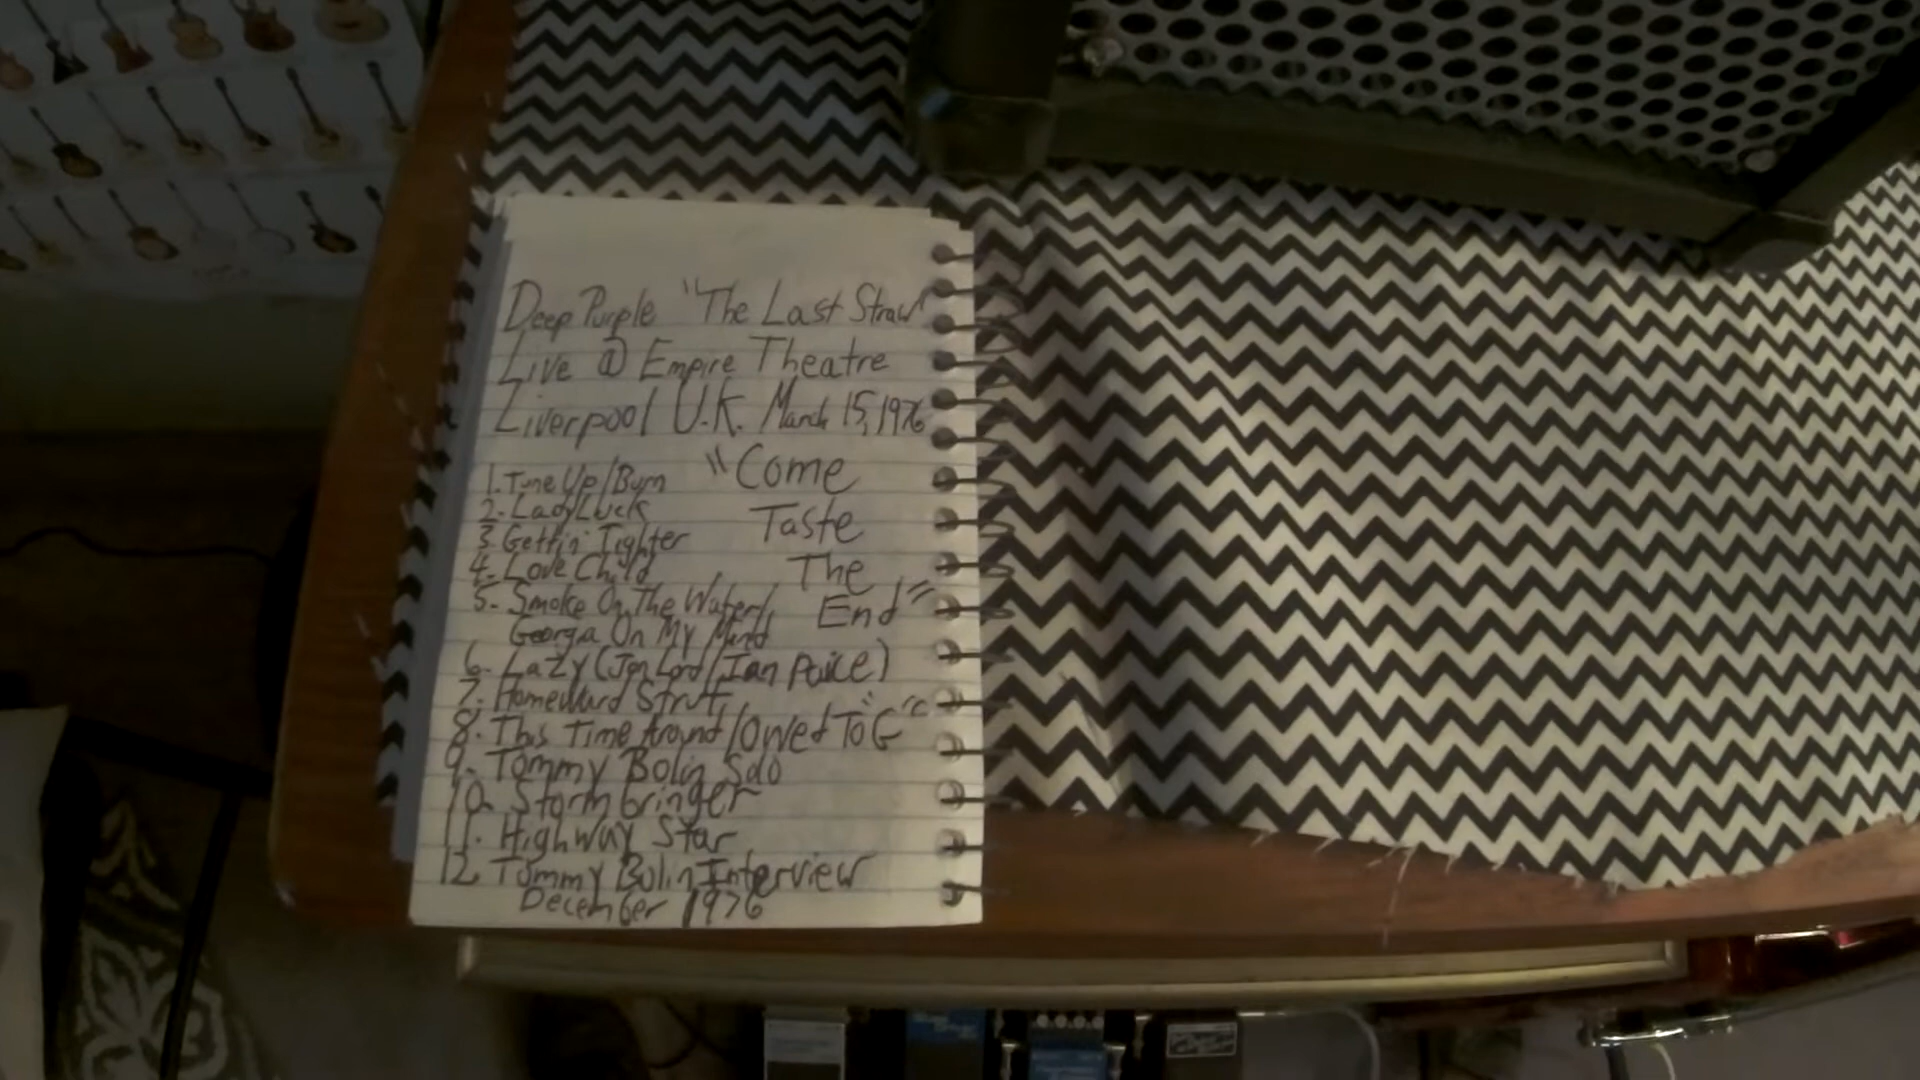 Deep Purple "The Last Straw"
Live @ Empire Theatre
Liverpool U.K. March 15, 1976
"Come
Taste
The
End"
1. Tune Up/Burn
2. Lady Luck
3. Gettin' Tighter
4. Love Child
5. Smoke On The Water/
Georgia On My Mind
6. Lazy (Jon Lord/Ian Paice)
7. Homeward Strut
8. This Time Around/Owed To "G"
9. Tommy Bolin Solo
10. Stormbringer
11. Highway Star
12. Tommy Bolin Interview
December 1976